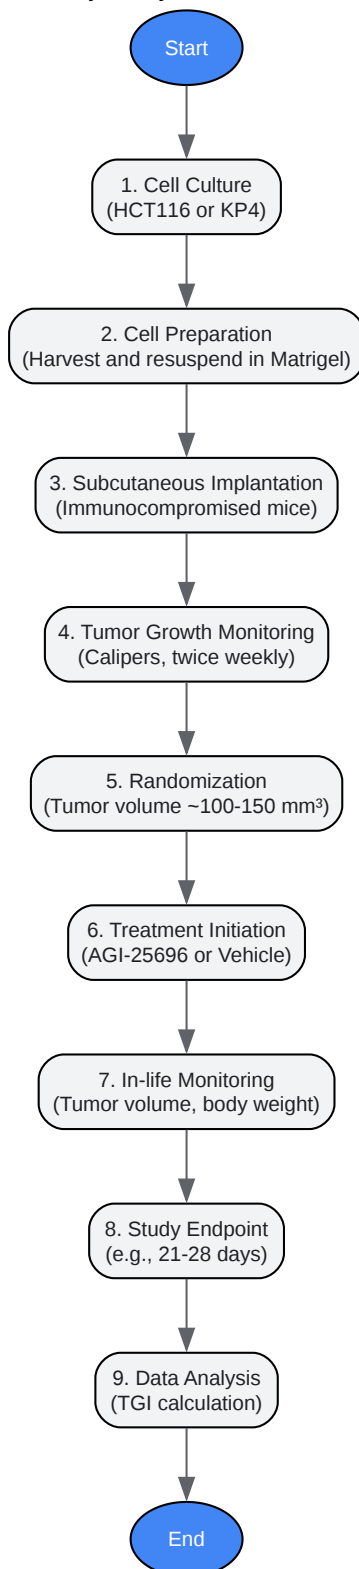 Start
1. Cell Culture
(HCT116 or KP4)
2. Cell Preparation
(Harvest and resuspend in Matrigel)
3. Subcutaneous Implantation
(Immunocompromised mice)
4. Tumor Growth Monitoring
(Calipers, twice weekly)
5. Randomization
(Tumor volume ~100-150 mm³)
6. Treatment Initiation
(AGI-25696 or Vehicle)
7. In-life Monitoring
(Tumor volume, body weight)
8. Study Endpoint
(e.g., 21-28 days)
9. Data Analysis
(TGI calculation)
End